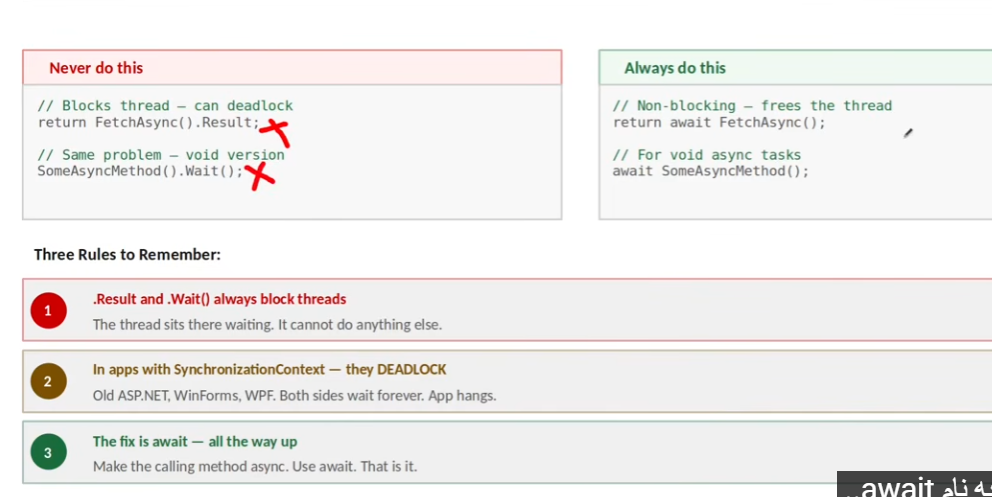 Never do this
// Blocks thread — can deadlock
return FetchAsync().Result;
// Same problem — void version
SomeAsyncMethod().Wait();
Always do this
// Non-blocking — frees the thread
return await FetchAsync();
// For void async tasks
await SomeAsyncMethod();
Three Rules to Remember:
1
.Result and .Wait() always block threads
The thread sits there waiting. It cannot do anything else.
2
In apps with SynchronizationContext — they DEADLOCK
Old ASP.NET, WinForms, WPF. Both sides wait forever. App hangs.
3
The fix is await — all the way up
Make the calling method async. Use await. That is it.
نام await..